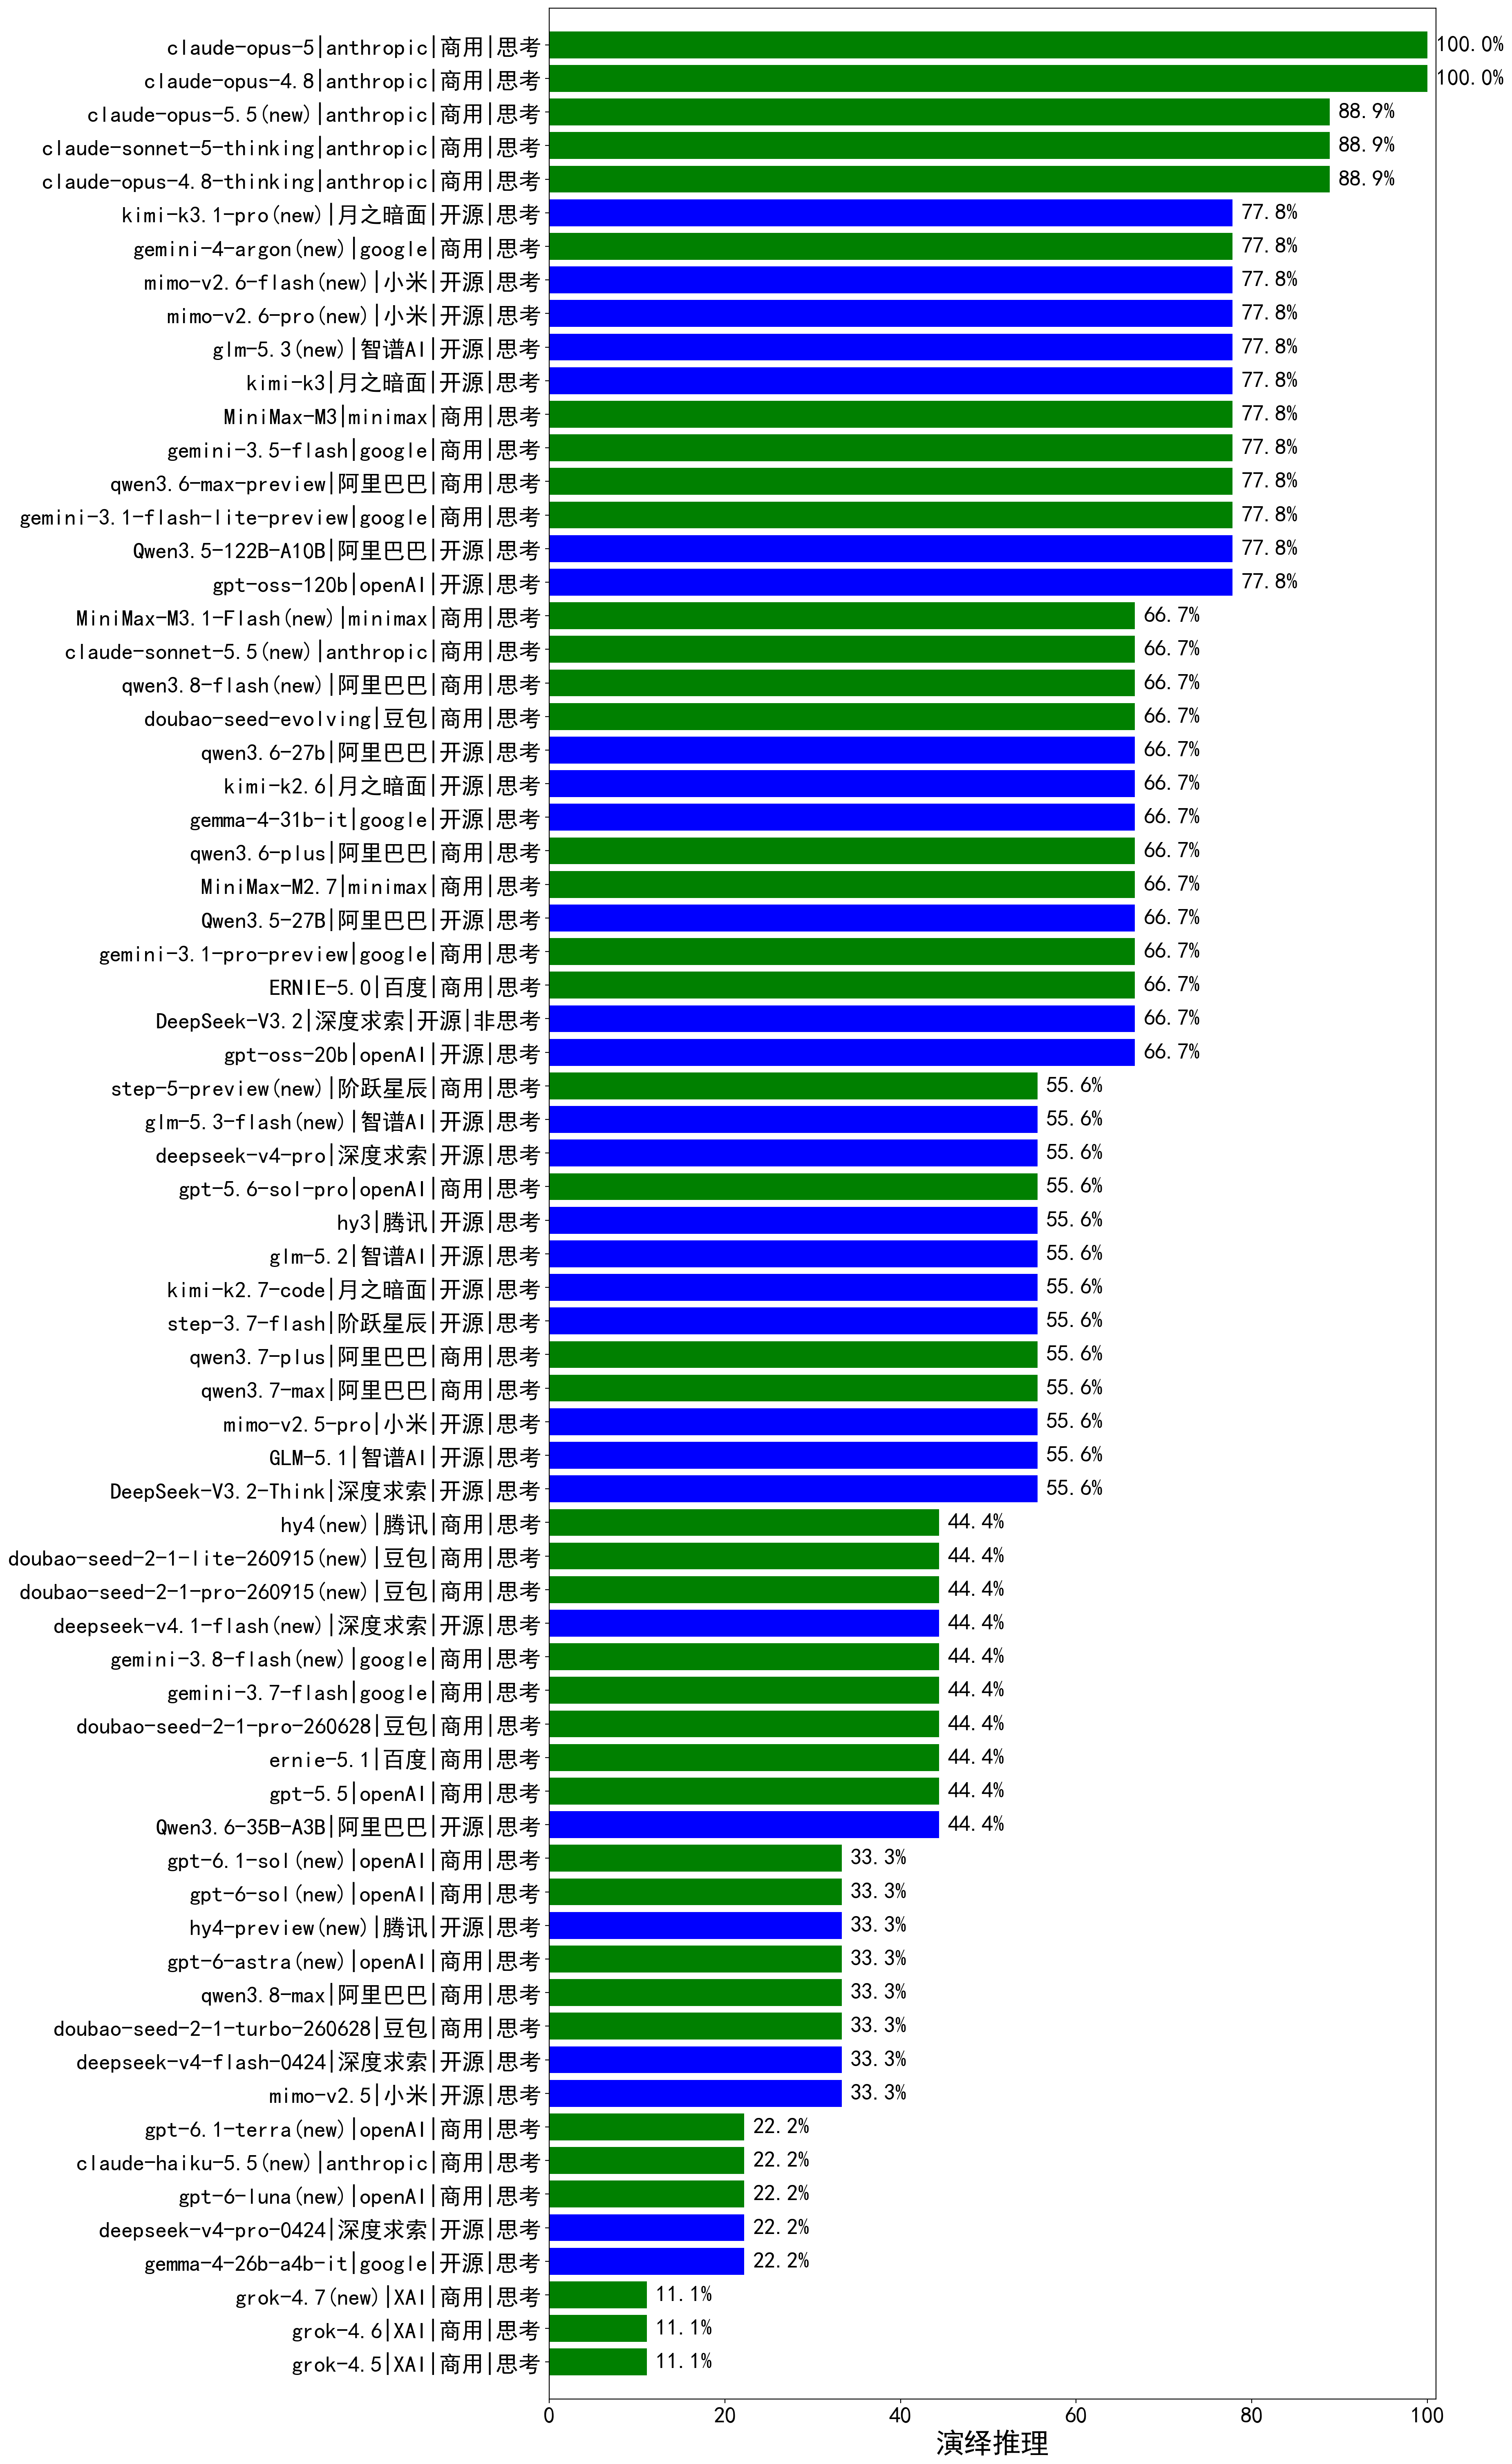 claude-opus-5|anthropic|商用|思考 100.0%
claude-opus-4.8|anthropic|商用|思考 100.0%
claude-opus-5.5(new)|anthropic|商用|思考 88.9%
claude-sonnet-5-thinking|anthropic|商用|思考 88.9%
claude-opus-4.8-thinking|anthropic|商用|思考 88.9%
kimi-k3.1-pro(new)|月之暗面|开源|思考 77.8%
gemini-4-argon(new)|google|商用|思考 77.8%
mimo-v2.6-flash(new)|小米|开源|思考 77.8%
mimo-v2.6-pro(new)|小米|开源|思考 77.8%
glm-5.3(new)|智谱AI|开源|思考 77.8%
kimi-k3|月之暗面|开源|思考 77.8%
MiniMax-M3|minimax|商用|思考 77.8%
gemini-3.5-flash|google|商用|思考 77.8%
qwen3.6-max-preview|阿里巴巴|商用|思考 77.8%
gemini-3.1-flash-lite-preview|google|商用|思考 77.8%
Qwen3.5-122B-A10B|阿里巴巴|开源|思考 77.8%
gpt-oss-120b|openAI|开源|思考 77.8%
MiniMax-M3.1-Flash(new)|minimax|商用|思考 66.7%
claude-sonnet-5.5(new)|anthropic|商用|思考 66.7%
qwen3.8-flash(new)|阿里巴巴|商用|思考 66.7%
doubao-seed-evolving|豆包|商用|思考 66.7%
qwen3.6-27b|阿里巴巴|开源|思考 66.7%
kimi-k2.6|月之暗面|开源|思考 66.7%
gemma-4-31b-it|google|开源|思考 66.7%
qwen3.6-plus|阿里巴巴|商用|思考 66.7%
MiniMax-M2.7|minimax|商用|思考 66.7%
Qwen3.5-27B|阿里巴巴|开源|思考 66.7%
gemini-3.1-pro-preview|google|商用|思考 66.7%
ERNIE-5.0|百度|商用|思考 66.7%
DeepSeek-V3.2|深度求索|开源|非思考 66.7%
gpt-oss-20b|openAI|开源|思考 66.7%
step-5-preview(new)|阶跃星辰|商用|思考 55.6%
glm-5.3-flash(new)|智谱AI|开源|思考 55.6%
deepseek-v4-pro|深度求索|开源|思考 55.6%
gpt-5.6-sol-pro|openAI|商用|思考 55.6%
hy3|腾讯|开源|思考 55.6%
glm-5.2|智谱AI|开源|思考 55.6%
kimi-k2.7-code|月之暗面|开源|思考 55.6%
step-3.7-flash|阶跃星辰|开源|思考 55.6%
qwen3.7-plus|阿里巴巴|商用|思考 55.6%
qwen3.7-max|阿里巴巴|商用|思考 55.6%
mimo-v2.5-pro|小米|开源|思考 55.6%
GLM-5.1|智谱AI|开源|思考 55.6%
DeepSeek-V3.2-Think|深度求索|开源|思考 55.6%
hy4(new)|腾讯|商用|思考 44.4%
doubao-seed-2-1-lite-260915(new)|豆包|商用|思考 44.4%
doubao-seed-2-1-pro-260915(new)|豆包|商用|思考 44.4%
deepseek-v4.1-flash(new)|深度求索|开源|思考 44.4%
gemini-3.8-flash(new)|google|商用|思考 44.4%
gemini-3.7-flash|google|商用|思考 44.4%
doubao-seed-2-1-pro-260628|豆包|商用|思考 44.4%
ernie-5.1|百度|商用|思考 44.4%
gpt-5.5|openAI|商用|思考 44.4%
Qwen3.6-35B-A3B|阿里巴巴|开源|思考 44.4%
gpt-6.1-sol(new)|openAI|商用|思考 33.3%
gpt-6-sol(new)|openAI|商用|思考 33.3%
hy4-preview(new)|腾讯|开源|思考 33.3%
gpt-6-astra(new)|openAI|商用|思考 33.3%
qwen3.8-max|阿里巴巴|商用|思考 33.3%
doubao-seed-2-1-turbo-260628|豆包|商用|思考 33.3%
deepseek-v4-flash-0424|深度求索|开源|思考 33.3%
mimo-v2.5|小米|开源|思考 33.3%
gpt-6.1-terra(new)|openAI|商用|思考 22.2%
claude-haiku-5.5(new)|anthropic|商用|思考 22.2%
gpt-6-luna(new)|openAI|商用|思考 22.2%
deepseek-v4-pro-0424|深度求索|开源|思考 22.2%
gemma-4-26b-a4b-it|google|开源|思考 22.2%
grok-4.7(new)|XAI|商用|思考 11.1%
grok-4.6|XAI|商用|思考 11.1%
grok-4.5|XAI|商用|思考 11.1%
0 20 40 60 80 100
演绎推理